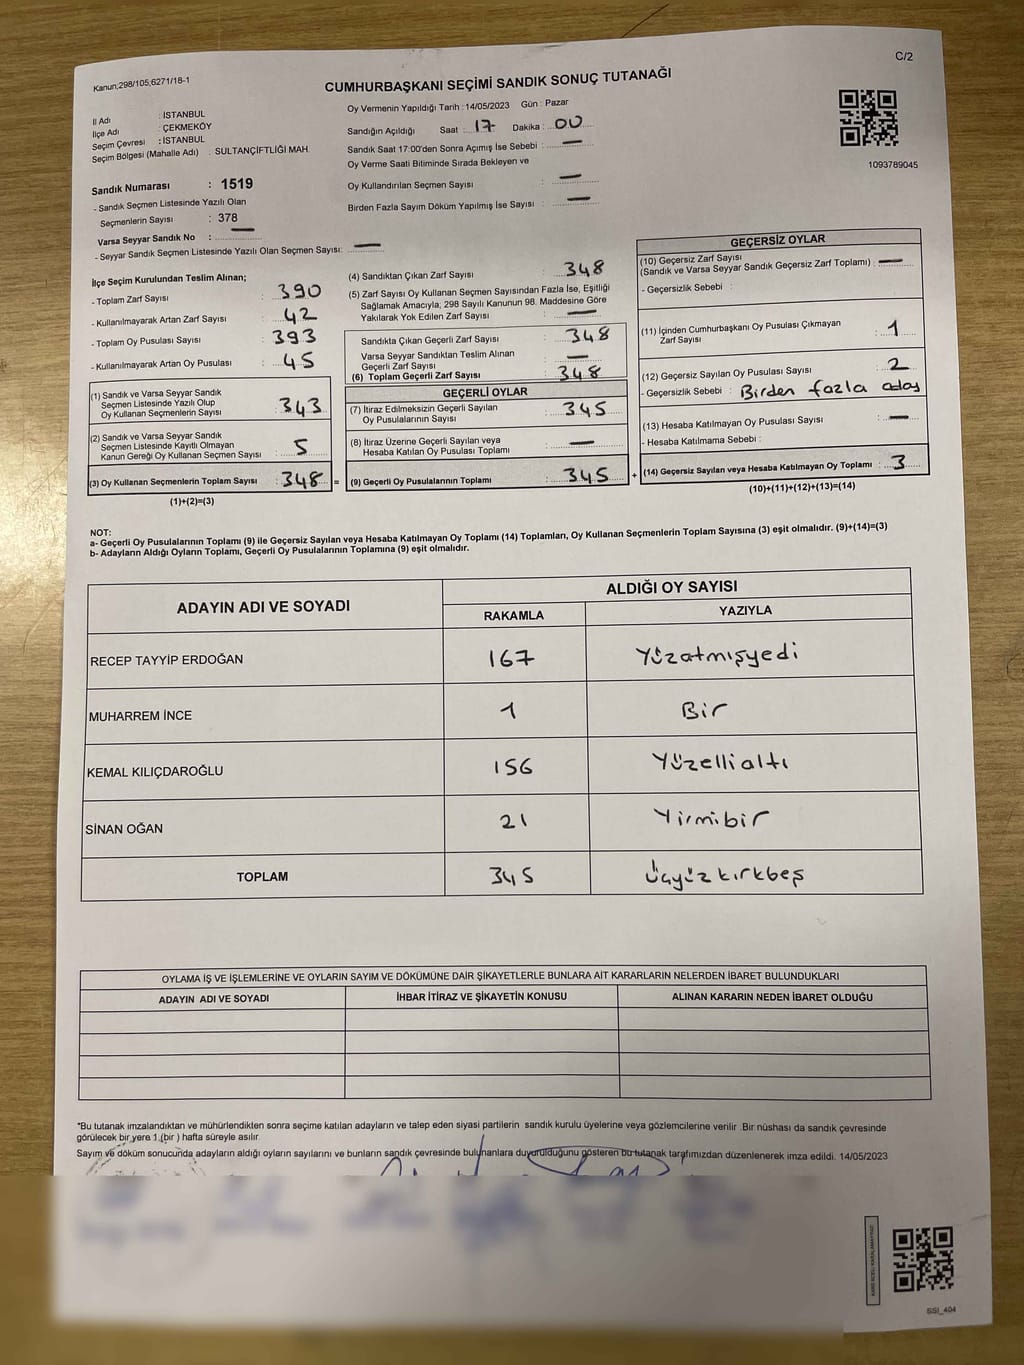 C/2
Kanun,298/105,6271/18-1
CUMHURBAŞKANI SEÇİMİ SANDIK SONUÇ TUTANAĞI
İl Adı : İSTANBUL
İlçe Adı : ÇEKMEKÖY
Seçim Çevresi : İSTANBUL
Seçim Bölgesi (Mahalle Adı) : SULTANÇİFTLİĞİ MAH.
Sandık Numarası : 1519
- Sandık Seçmen Listesinde Yazılı Olan
Seçmenlerin Sayısı : 378
Varsa Seyyar Sandık No : —
- Seyyar Sandık Seçmen Listesinde Yazılı Olan Seçmen Sayısı: —
Oy Vermenin Yapıldığı Tarih : 14/05/2023 Gün : Pazar
Sandığın Açıldığı Saat : 17 Dakika : 00
Sandık Saat 17:00'den Sonra Açımış İse Sebebi : —
Oy Verme Saati Bitiminde Sırada Bekleyen ve
Oy Kullandırılan Seçmen Sayısı : —
Birden Fazla Sayım Döküm Yapılmış İse Sayısı : —
1093789045
İlçe Seçim Kurulundan Teslim Alınan;
- Toplam Zarf Sayısı : 390
- Kullanılmayarak Artan Zarf Sayısı : 42
- Toplam Oy Pusulası Sayısı : 393
- Kullanılmayarak Artan Oy Pusulası : 45
(1) Sandık ve Varsa Seyyar Sandık
Seçmen Listesinde Yazılı Olup
Oy Kullanan Seçmenlerin Sayısı : 343
(2) Sandık ve Varsa Seyyar Sandık
Seçmen Listesinde Kayıtlı Olmayan
Kanun Gereği Oy Kullanan Seçmen Sayısı : 5
(3) Oy Kullanan Seçmenlerin Toplam Sayısı : 348 =
(1)+(2)=(3)
(4) Sandıktan Çıkan Zarf Sayısı : 348
(5) Zarf Sayısı Oy Kullanan Seçmen Sayısından Fazla İse, Eşitliği
Sağlamak Amacıyla, 298 Sayılı Kanunun 98. Maddesine Göre
Yakılarak Yok Edilen Zarf Sayısı : —
Sandıkta Çıkan Geçerli Zarf Sayısı : 348
Varsa Seyyar Sandıktan Teslim Alınan
Geçerli Zarf Sayısı : —
(6) Toplam Geçerli Zarf Sayısı : 348
GEÇERLİ OYLAR
(7) İtiraz Edilmeksizin Geçerli Sayılan
Oy Pusulalarının Sayısı : 345
(8) İtiraz Üzerine Geçerli Sayılan veya
Hesaba Katılan Oy Pusulası Toplamı : —
(9) Geçerli Oy Pusulalarının Toplamı : 345 +
GEÇERSİZ OYLAR
(10) Geçersiz Zarf Sayısı
(Sandık ve Varsa Seyyar Sandık Geçersiz Zarf Toplamı) : —
- Geçersizlik Sebebi :
(11) İçinden Cumhurbaşkanı Oy Pusulası Çıkmayan
Zarf Sayısı : 1
(12) Geçersiz Sayılan Oy Pusulası Sayısı : 2
- Geçersizlik Sebebi : Birden fazla aday
(13) Hesaba Katılmayan Oy Pusulası Sayısı : —
- Hesaba Katılmama Sebebi :
(14) Geçersiz Sayılan veya Hesaba Katılmayan Oy Toplamı : 3
(10)+(11)+(12)+(13)=(14)
NOT:
a- Geçerli Oy Pusulalarının Toplamı (9) ile Geçersiz Sayılan veya Hesaba Katılmayan Oy Toplamı (14) Toplamları, Oy Kullanan Seçmenlerin Toplam Sayısına (3) eşit olmalıdır. (9)+(14)=(3)
b- Adayların Aldığı Oyların Toplamı, Geçerli Oy Pusulalarının Toplamına (9) eşit olmalıdır.
ADAYIN ADI VE SOYADI ALDIĞI OY SAYISI
RAKAMLA YAZIYLA
RECEP TAYYİP ERDOĞAN 167 Yüzatmışyedi
MUHARREM İNCE 1 Bir
KEMAL KILIÇDAROĞLU 156 Yüzellialtı
SİNAN OĞAN 21 Yirmibir
TOPLAM 345 Üçyüzkırkbeş
OYLAMA İŞ VE İŞLEMLERİNE VE OYLARIN SAYIM VE DÖKÜMÜNE DAİR ŞİKAYETLERLE BUNLARA AİT KARARLARIN NELERDEN İBARET BULUNDUKLARI
ADAYIN ADI VE SOYADI İHBAR İTİRAZ VE ŞİKAYETİN KONUSU ALINAN KARARIN NEDEN İBARET OLDUĞU
"Bu tutanak imzalandıktan ve mühürlendikten sonra seçime katılan adayların ve talep eden siyasi partilerin sandık kurulu üyelerine veya gözlemcilerine verilir .Bir nüshası da sandık çevresinde
görülecek bir yere 1 (bir ) hafta süreyle asılır.
Sayım ve döküm sonucunda adayların aldığı oyların sayılarını ve bunların sandık çevresinde bulunanlara duyurulduğunu gösteren bu tutanak tarafımızdan düzenlenerek imza edildi. 14/05/2023
SSI_404